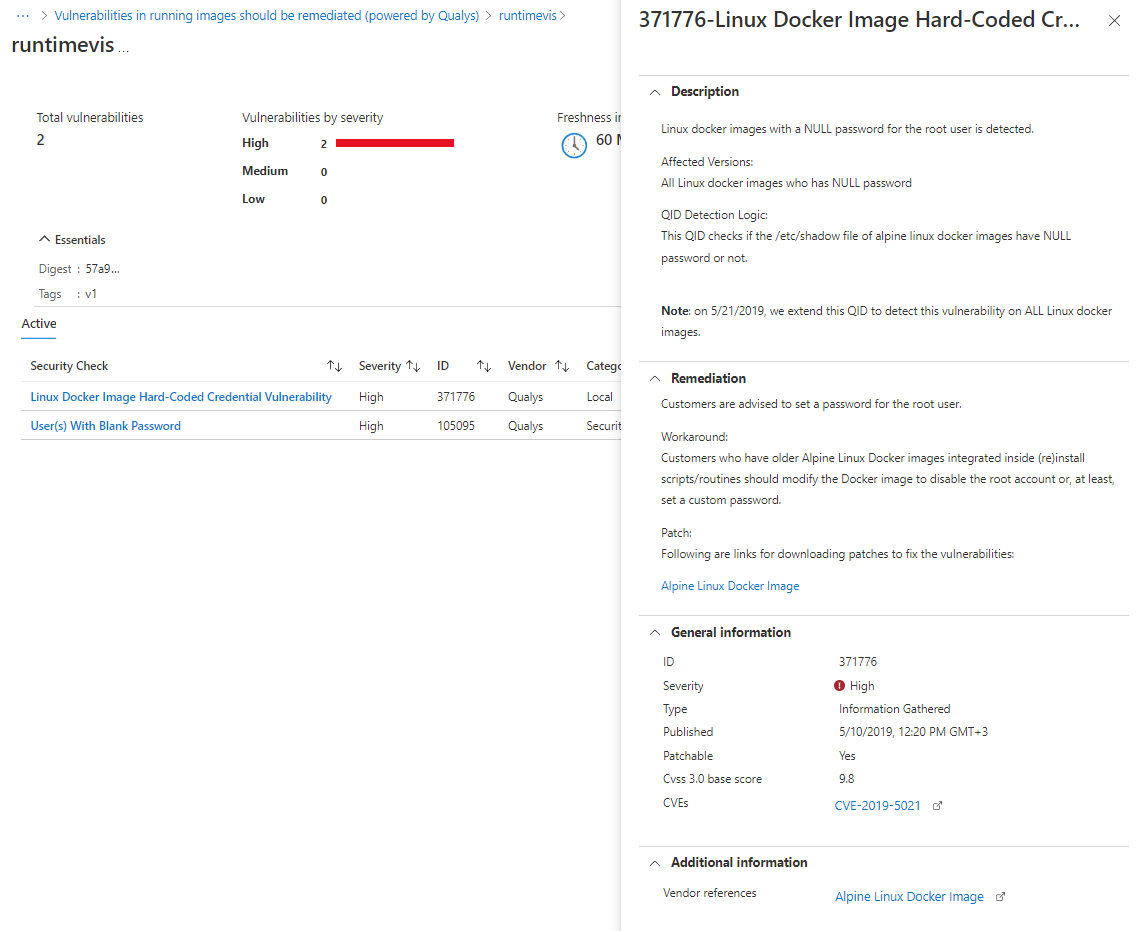 ... > Vulnerabilities in running images should be remediated (powered by Qualys) > runtimevis >
runtimevis ...
Total vulnerabilities
2
Vulnerabilities by severity
High 2
Medium 0
Low 0
Freshness
60
Essentials
Digest : 57a9...
Tags : v1
Active
Security Check Severity ID Vendor
Linux Docker Image Hard-Coded Credential Vulnerability High 371776 Qualys Local
User(s) With Blank Password High 105095 Qualys
371776-Linux Docker Image Hard-Coded Cr...
Description
Linux docker images with a NULL password for the root user is detected.
Affected Versions:
All Linux docker images who has NULL password
QID Detection Logic:
This QID checks if the /etc/shadow file of alpine linux docker images have NULL
password or not.
Note: on 5/21/2019, we extend this QID to detect this vulnerability on ALL Linux docker
images.
Remediation
Customers are advised to set a password for the root user.
Workaround:
Customers who have older Alpine Linux Docker images integrated inside (re)install
scripts/routines should modify the Docker image to disable the root account or, at least,
set a custom password.
Patch:
Following are links for downloading patches to fix the vulnerabilities:
Alpine Linux Docker Image
General information
ID 371776
Severity High
Type Information Gathered
Published 5/10/2019, 12:20 PM GMT+3
Patchable Yes
Cvss 3.0 base score 9.8
CVEs CVE-2019-5021
Additional information
Vendor references Alpine Linux Docker Image